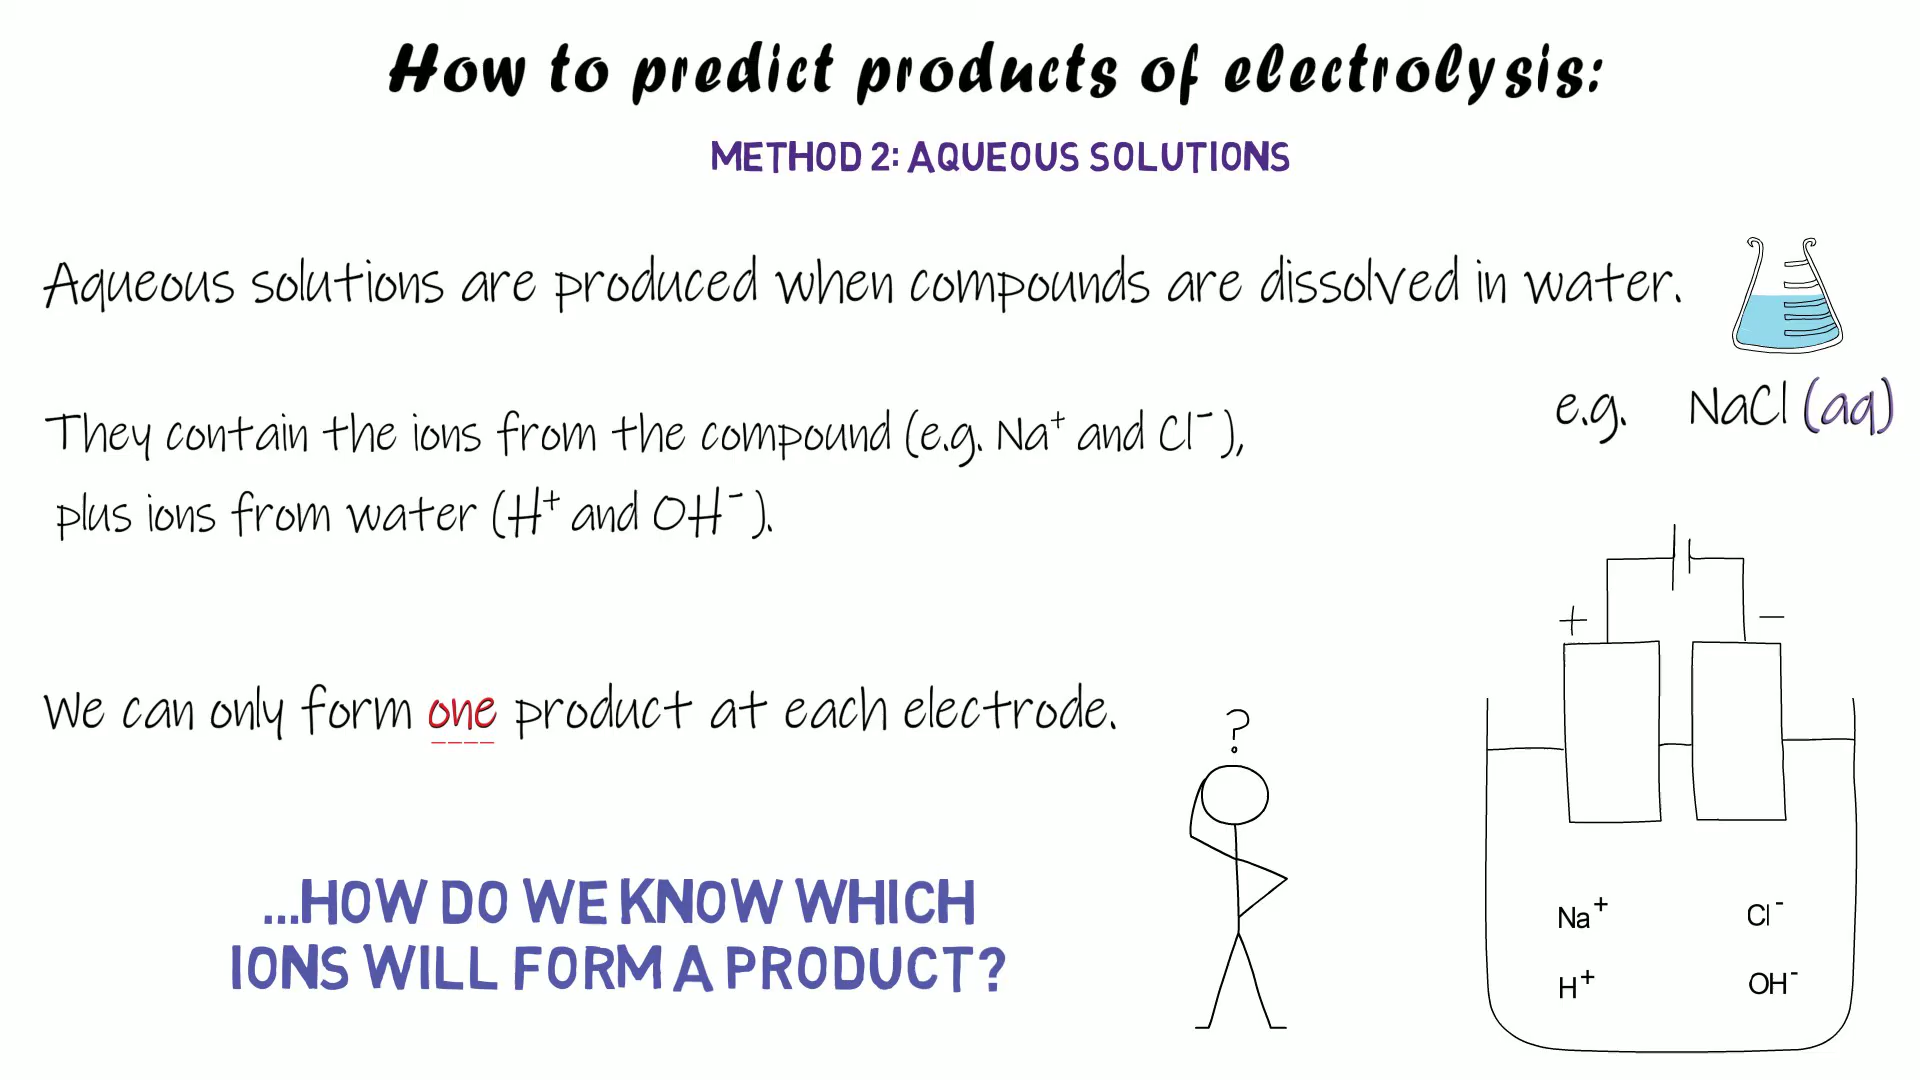 How to predict products of electrolysis:
METHOD 2: AQUEOUS SOLUTIONS
Aqueous solutions are produced when compounds are dissolved in water.
e.g. NaCl (aq)
They contain the ions from the compound (e.g. Na⁺ and Cl⁻),
plus ions from water (H⁺ and OH⁻).
+ −
We can only form one product at each electrode.
?
...HOW DO WE KNOW WHICH
IONS WILL FORM A PRODUCT?
Na⁺ Cl⁻
H⁺ OH⁻